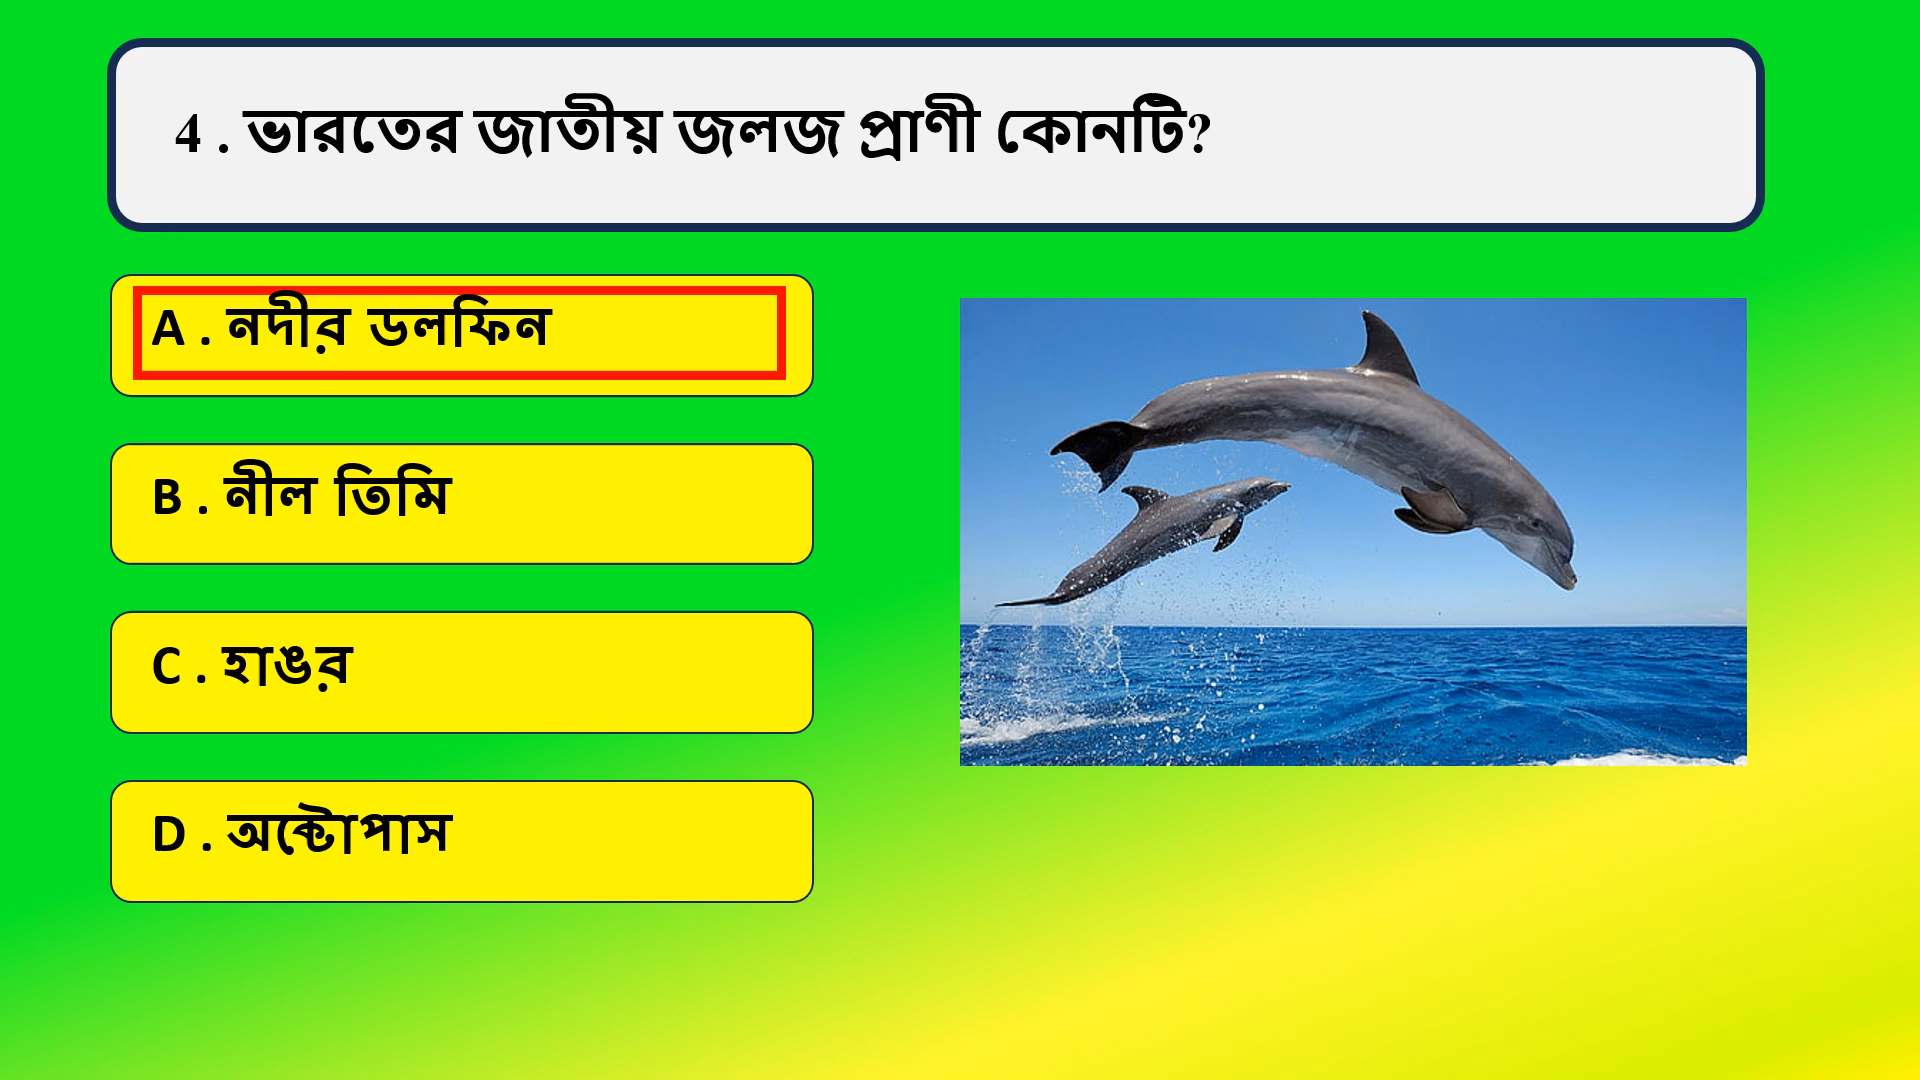 4 . ভারতের জাতীয় জলজ প্রাণী কোনটি?
A . নদীর ডলফিন
B . নীল তিমি
C . হাঙর
D . অক্টোপাস